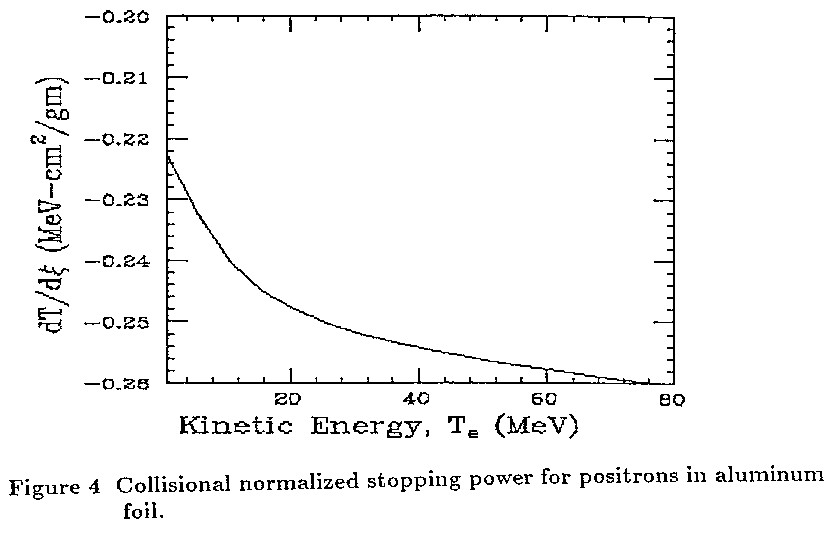 −0.20
−0.21
−0.22
−0.23
−0.24
−0.25
−0.26
dT/dξ (MeV−cm²/gm)
20 40 60 80
Kinetic Energy, Tₑ (MeV)
Figure 4 Collisional normalized stopping power for positrons in aluminum
foil.